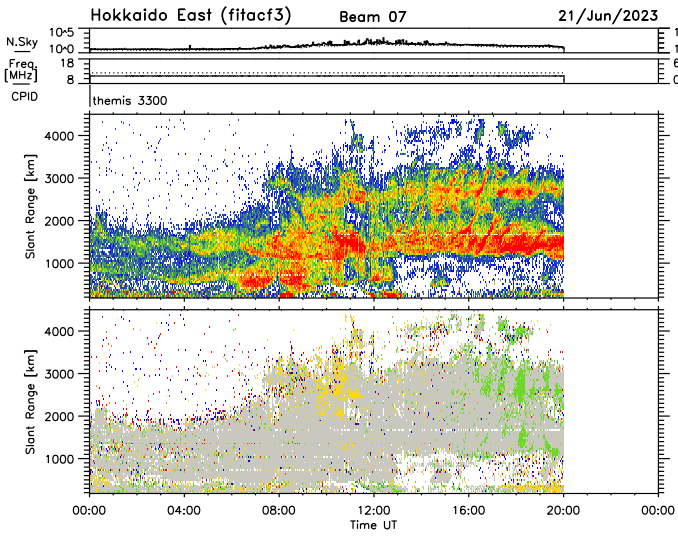 Hokkaido East (fitacf3) Beam 07 21/Jun/2023
N.Sky
10^5
10^0
Freq.
[MHz]
18
8
CPID
themis 3300
Slant Range [km]
4000
3000
2000
1000
Slant Range [km]
4000
3000
2000
1000
00:00 04:00 08:00 12:00 16:00 20:00 00:00
Time UT